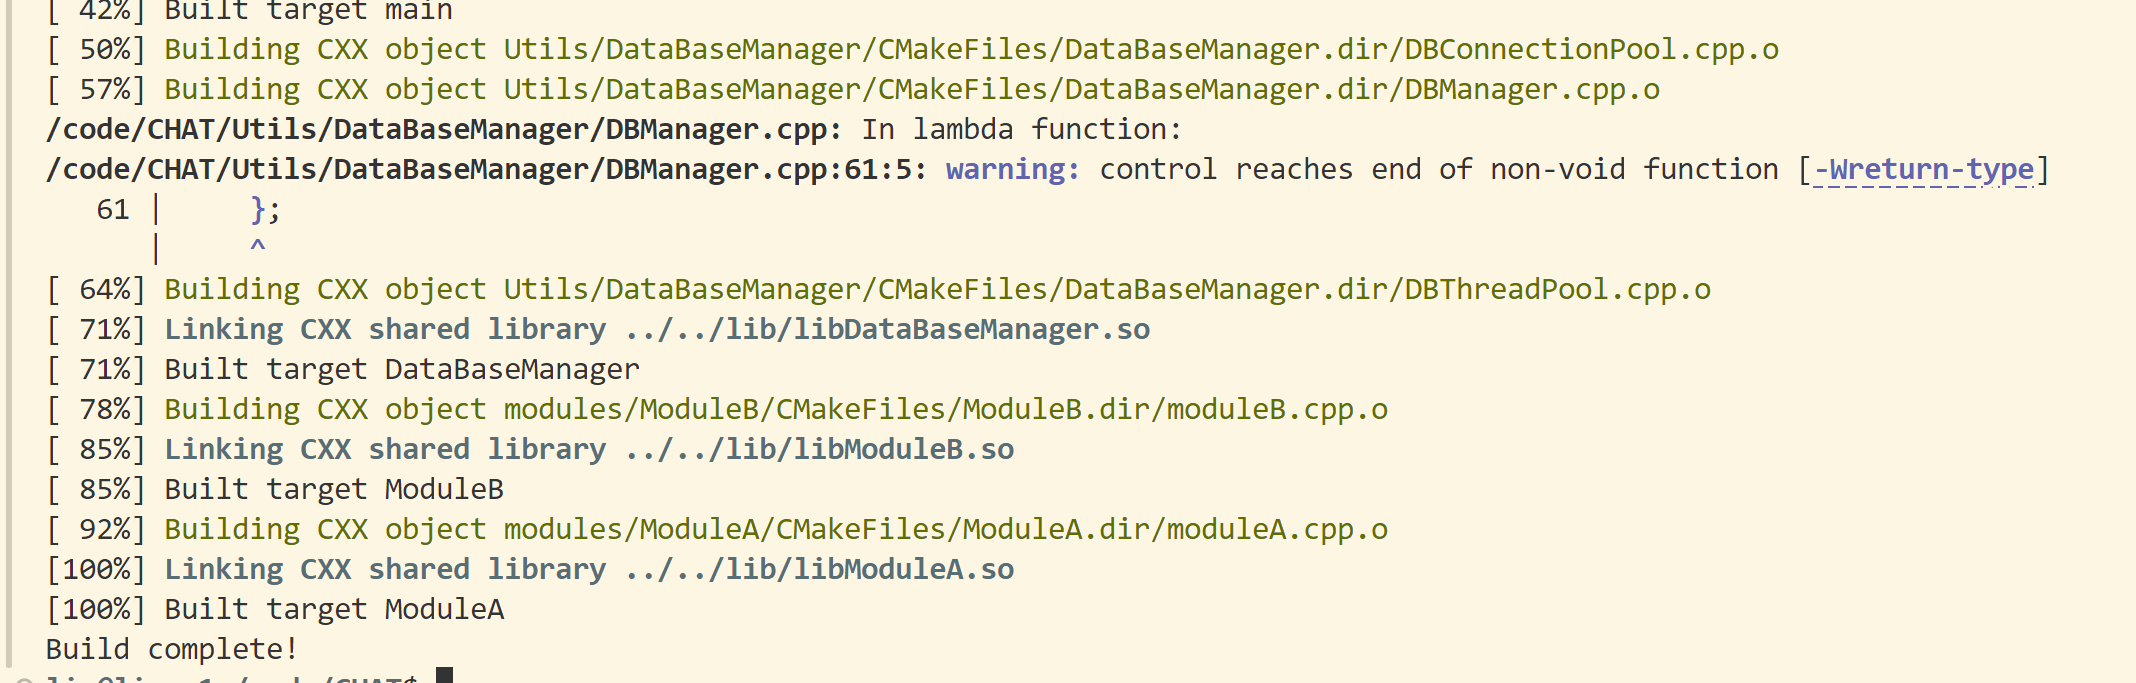 [ 42%] Built target main
[ 50%] Building CXX object Utils/DataBaseManager/CMakeFiles/DataBaseManager.dir/DBConnectionPool.cpp.o
[ 57%] Building CXX object Utils/DataBaseManager/CMakeFiles/DataBaseManager.dir/DBManager.cpp.o
/code/CHAT/Utils/DataBaseManager/DBManager.cpp: In lambda function:
/code/CHAT/Utils/DataBaseManager/DBManager.cpp:61:5: warning: control reaches end of non-void function [-Wreturn-type]
   61 |     };
      |     ^
[ 64%] Building CXX object Utils/DataBaseManager/CMakeFiles/DataBaseManager.dir/DBThreadPool.cpp.o
[ 71%] Linking CXX shared library ../../lib/libDataBaseManager.so
[ 71%] Built target DataBaseManager
[ 78%] Building CXX object modules/ModuleB/CMakeFiles/ModuleB.dir/moduleB.cpp.o
[ 85%] Linking CXX shared library ../../lib/libModuleB.so
[ 85%] Built target ModuleB
[ 92%] Building CXX object modules/ModuleA/CMakeFiles/ModuleA.dir/moduleA.cpp.o
[100%] Linking CXX shared library ../../lib/libModuleA.so
[100%] Built target ModuleA
Build complete!